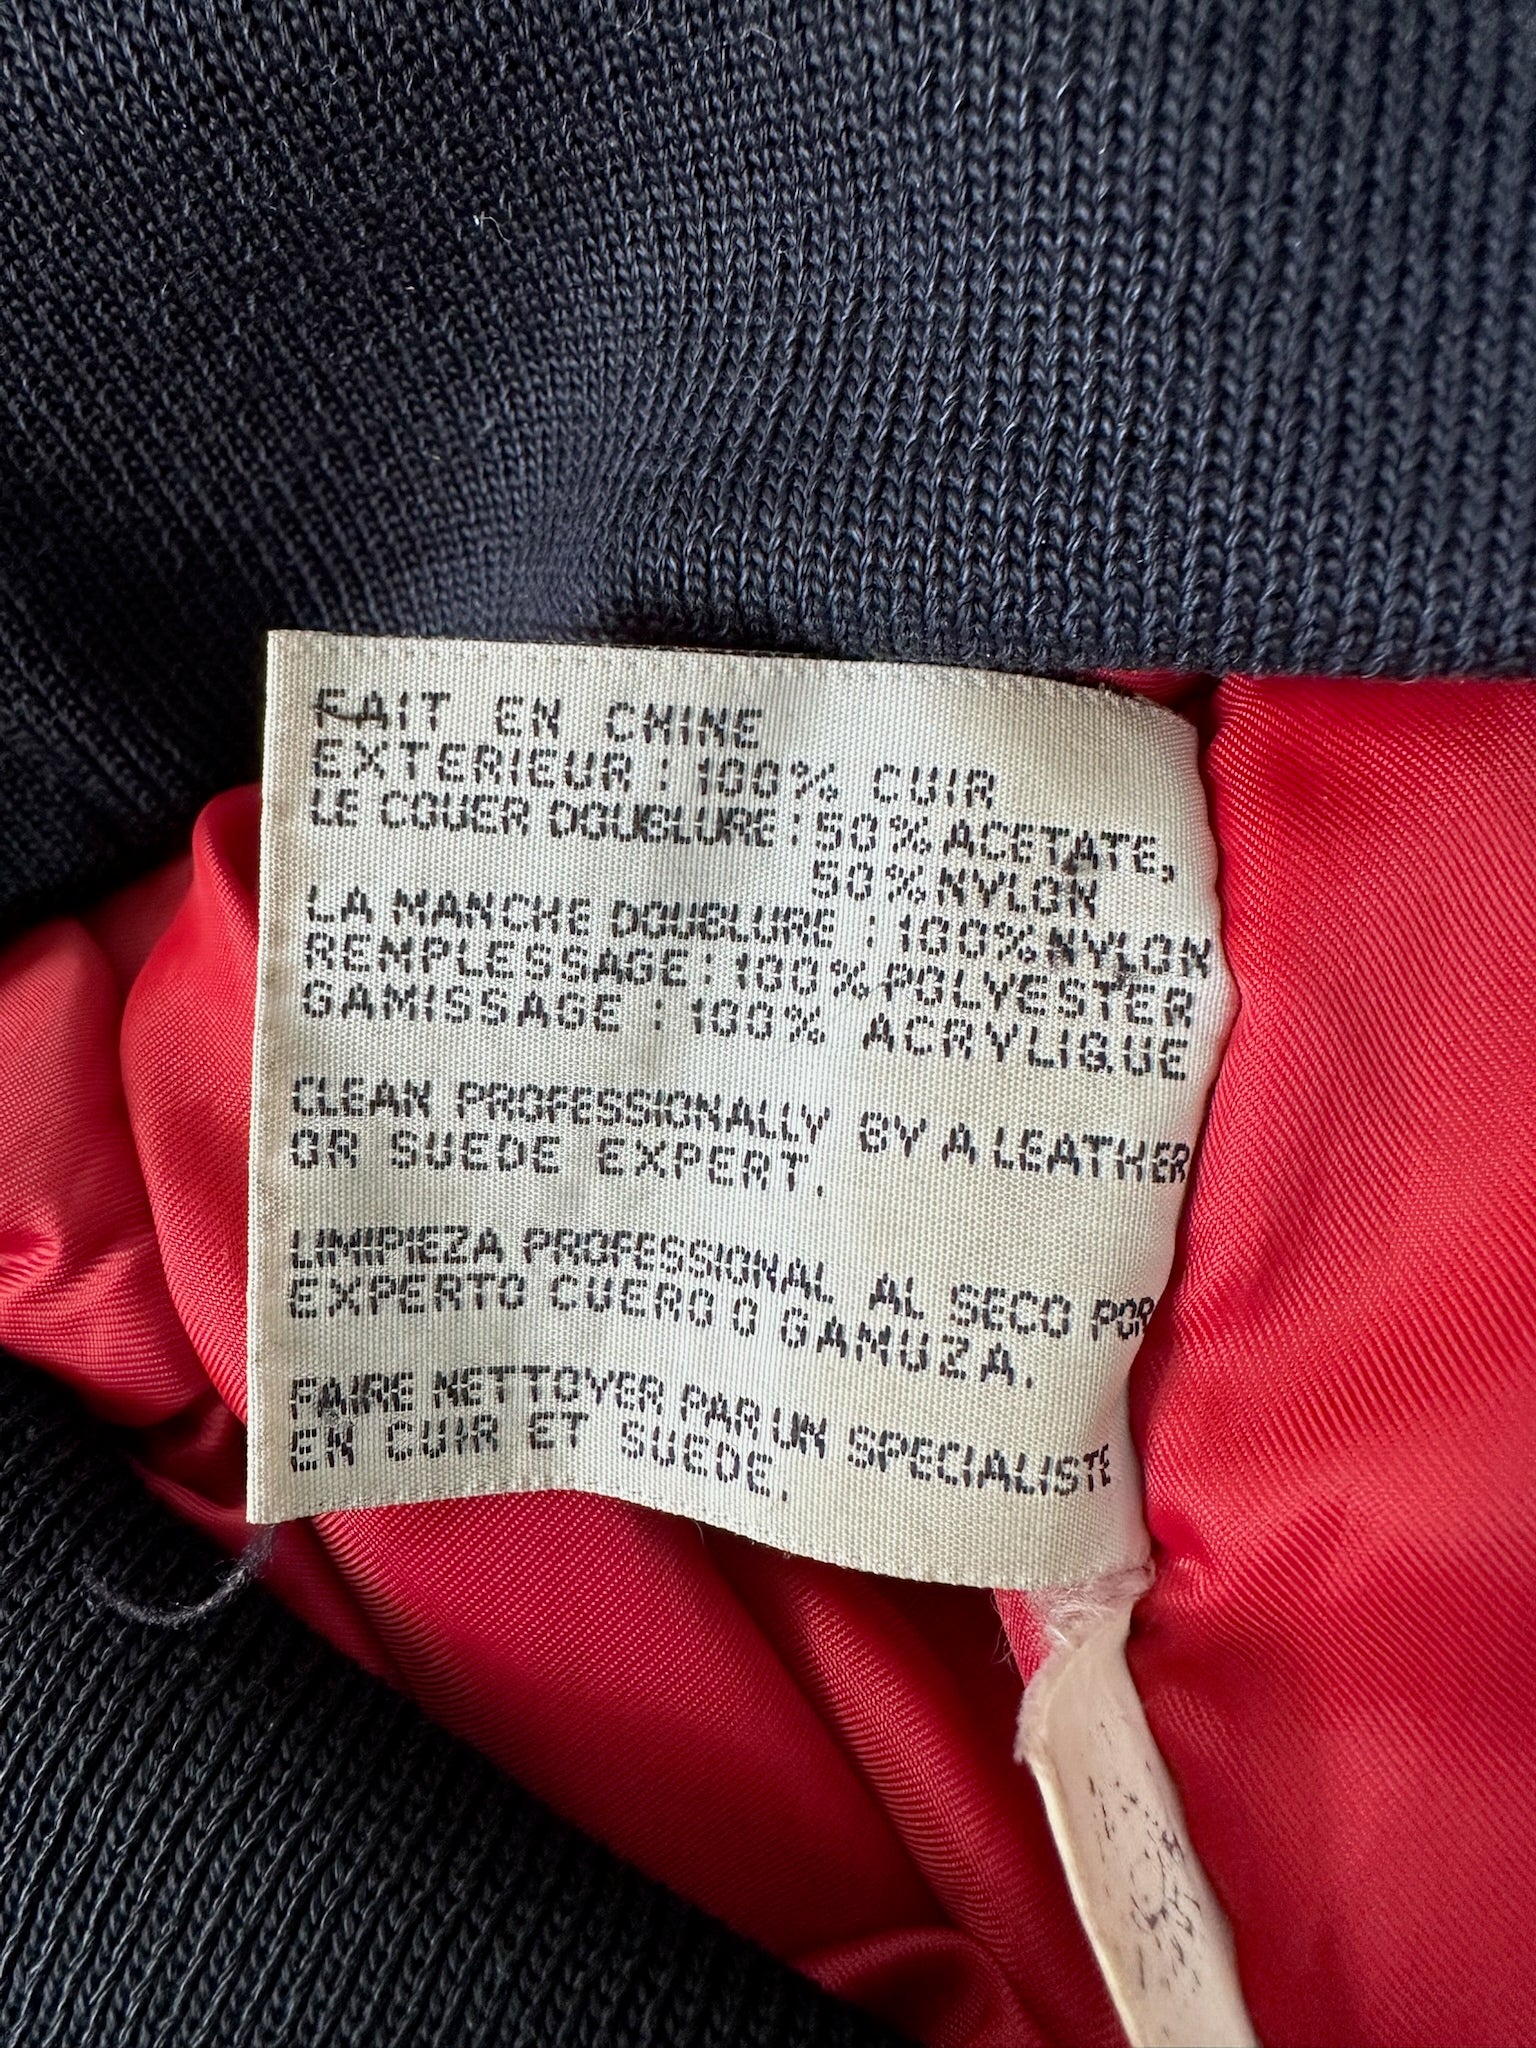 FAIT EN CHINE
EXTERIEUR : 100% CUIR
LE COUER DOUBLURE : 50% ACETATE,
50% NYLON
LA MANCHE DOUBLURE : 100% NYLON
REMPLESSAGE : 100% POLYESTER
GAMISSAGE : 100% ACRYLIQUE
CLEAN PROFESSIONALLY BY A LEATHER
OR SUEDE EXPERT.
LIMIPIEZA PROFESSIONAL AL SECO POR
EXPERTO CUERO O GAMUZA.
FAIRE NETTOYER PAR UN SPECIALISTE
EN CUIR ET SUEDE.